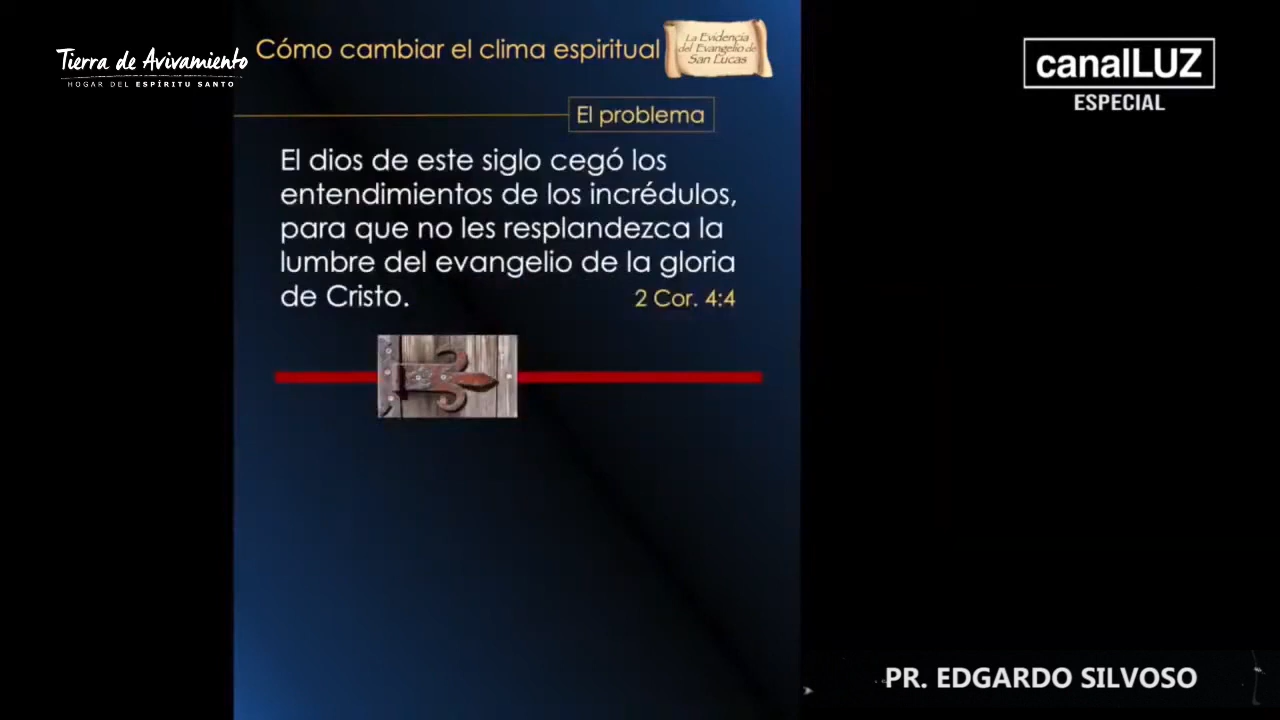 Tierra de Avivamiento
HOGAR DEL ESPÍRITU SANTO
Cómo cambiar el clima espiritual
La Evidencia
del Evangelio de
San Lucas
canalLUZ
ESPECIAL
El problema
El dios de este siglo cegó los
entendimientos de los incrédulos,
para que no les resplandezca la
lumbre del evangelio de la gloria
de Cristo.
2 Cor. 4:4
PR. EDGARDO SILVOSO